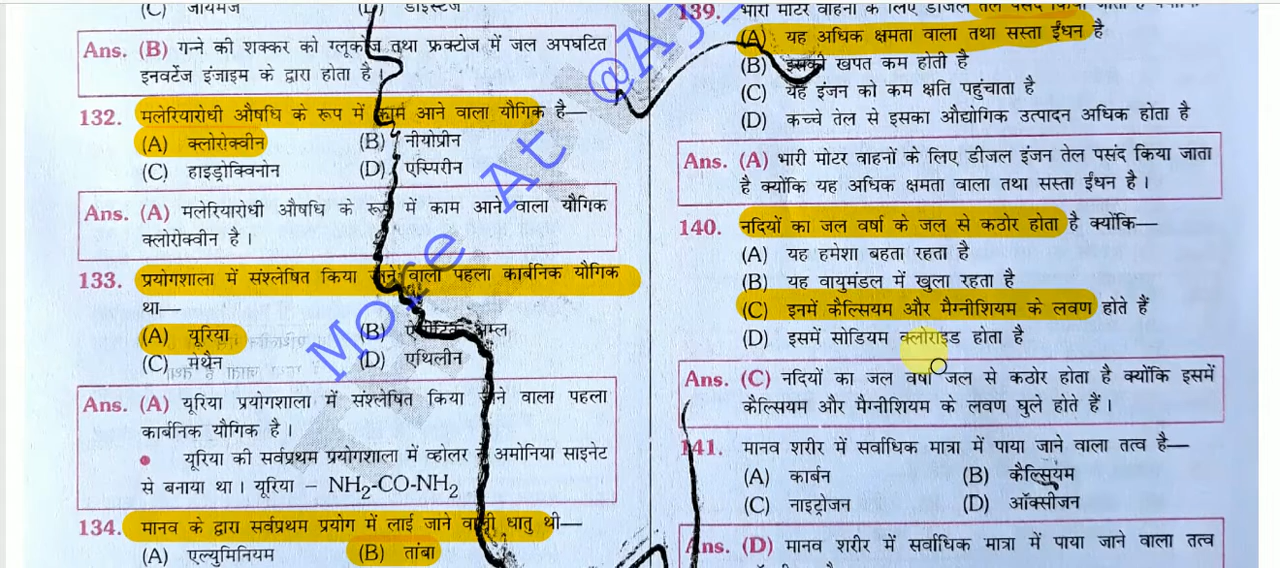 (C) जायमेज (D) डाइस्टेज
Ans. (B) गन्ने की शक्कर को ग्लूकोज तथा फ्रक्टोज में जल अपघटित
इनवर्टेज इंजाइम के द्वारा होता है।
132. मलेरियारोधी औषधि के रूप में काम आने वाला यौगिक है—
(A) क्लोरोक्वीन (B) नीयोप्रीन
(C) हाइड्रोक्विनोन (D) एस्पिरीन
Ans. (A) मलेरियारोधी औषधि के रूप में काम आने वाला यौगिक
क्लोरोक्वीन है।
133. प्रयोगशाला में संश्लेषित किया जाने वाला पहला कार्बनिक यौगिक
था—
(A) यूरिया (B) अम्ल
(C) मेथैन (D) एथिलीन
Ans. (A) यूरिया प्रयोगशाला में संश्लेषित किया जाने वाला पहला
कार्बनिक यौगिक है।
● यूरिया की सर्वप्रथम प्रयोगशाला में व्होलर ने अमोनिया साइनेट
से बनाया था। यूरिया – NH₂-CO-NH₂
134. मानव के द्वारा सर्वप्रथम प्रयोग में लाई जाने वाली धातु थी—
(A) एल्युमिनियम (B) तांबा
More At @AJ
139. भारी मोटर वाहनों के लिए डीजल तेल पसंद किया जाता है
(A) यह अधिक क्षमता वाला तथा सस्ता ईंधन है
(B) इसकी खपत कम होती है
(C) यह इंजन को कम क्षति पहुंचाता है
(D) कच्चे तेल से इसका औद्योगिक उत्पादन अधिक होता है
Ans. (A) भारी मोटर वाहनों के लिए डीजल इंजन तेल पसंद किया जाता
है क्योंकि यह अधिक क्षमता वाला तथा सस्ता ईंधन है।
140. नदियों का जल वर्षा के जल से कठोर होता है क्योंकि—
(A) यह हमेशा बहता रहता है
(B) यह वायुमंडल में खुला रहता है
(C) इनमें कैल्सियम और मैग्नीशियम के लवण होते हैं
(D) इसमें सोडियम क्लोराइड होता है
Ans. (C) नदियों का जल वर्षा जल से कठोर होता है क्योंकि इसमें
कैल्सियम और मैग्नीशियम के लवण घुले होते हैं।
141. मानव शरीर में सर्वाधिक मात्रा में पाया जाने वाला तत्व है—
(A) कार्बन (B) कैल्सियम
(C) नाइट्रोजन (D) ऑक्सीजन
Ans. (D) मानव शरीर में सर्वाधिक मात्रा में पाया जाने वाला तत्व